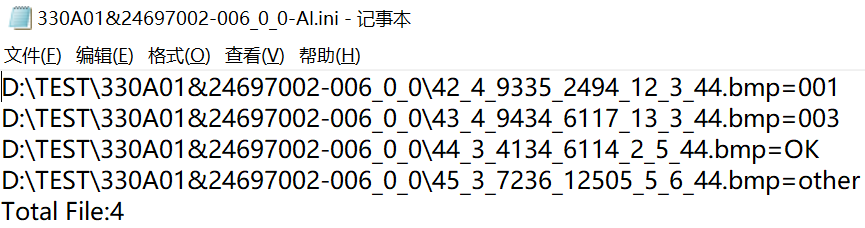 330A01&24697002-006_0_0-AI.ini - 记事本
文件(F) 编辑(E) 格式(O) 查看(V) 帮助(H)
D:\TEST\330A01&24697002-006_0_0\42_4_9335_2494_12_3_44.bmp=001
D:\TEST\330A01&24697002-006_0_0\43_4_9434_6117_13_3_44.bmp=003
D:\TEST\330A01&24697002-006_0_0\44_3_4134_6114_2_5_44.bmp=OK
D:\TEST\330A01&24697002-006_0_0\45_3_7236_12505_5_6_44.bmp=other
Total File:4